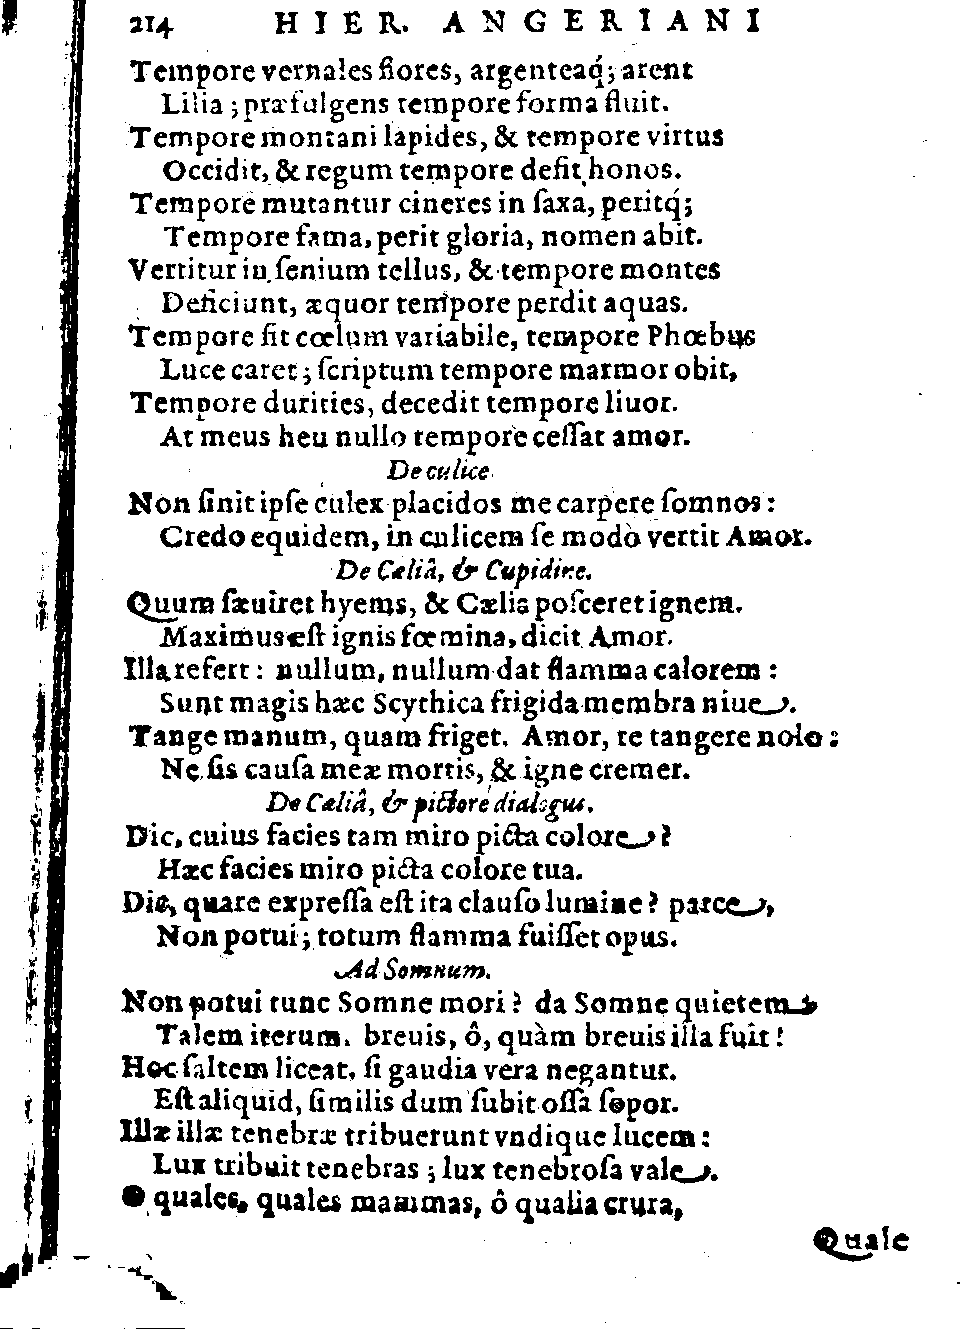 214 HIER. ANGERIANI
Tempore vernales flores, argenteaq́; arent
Lilia; præfulgens tempore forma fluit.
Tempore montani lapides, & tempore virtus
Occidit, & regum tempore defit honos.
Tempore mutantur cineres in ſaxa, peritq́;
Tempore fama, perit gloria, nomen abit.
Vertitur in ſenium tellus, & tempore montes
Deficiunt, æquor tempore perdit aquas.
Tempore fit cœlum variabile, tempore Phœbus
Luce caret; ſcriptum tempore marmor obit,
Tempore durities, decedit tempore liuor.
At meus heu nullo tempore ceſſat amor.
De culice.
Non ſinit ipſe culex placidos me carpere ſomnos:
Credo equidem, in culicem ſe modò vertit Amor.
De Cæliâ, & Cupidine.
Quum ſæuiret hyems, & Cælia poſceret ignem.
Maximus eſt ignis fœmina, dicit Amor.
Illa refert: nullum, nullum dat flamma calorem:
Sunt magis hæc Scythica frigida membra niue.
Tange manum, quam friget. Amor, te tangere nolo:
Ne ſis cauſa meæ mortis, & igne cremer.
De Cæliâ, & pictore dialogus.
Dic, cuius facies tam miro picta colore?
Hæc facies miro picta colore tua.
Dic, quare expreſſa eſt ita clauſo lumine? parce,
Non potui; totum flamma fuiſſet opus.
Ad Somnum.
Non potui tunc Somne mori? da Somne quietem
Talem iterum. breuis, ô, quàm breuis illa fuit!
Hoc ſaltem liceat, ſi gaudia vera negantur.
Eſt aliquid, ſimilis dum ſubit oſſa ſopor.
Illæ illæ tenebræ tribuerunt vndique lucem:
Lux tribuit tenebras; lux tenebroſa vale.
O quales, quales mammas, ô qualia crura,
Quale